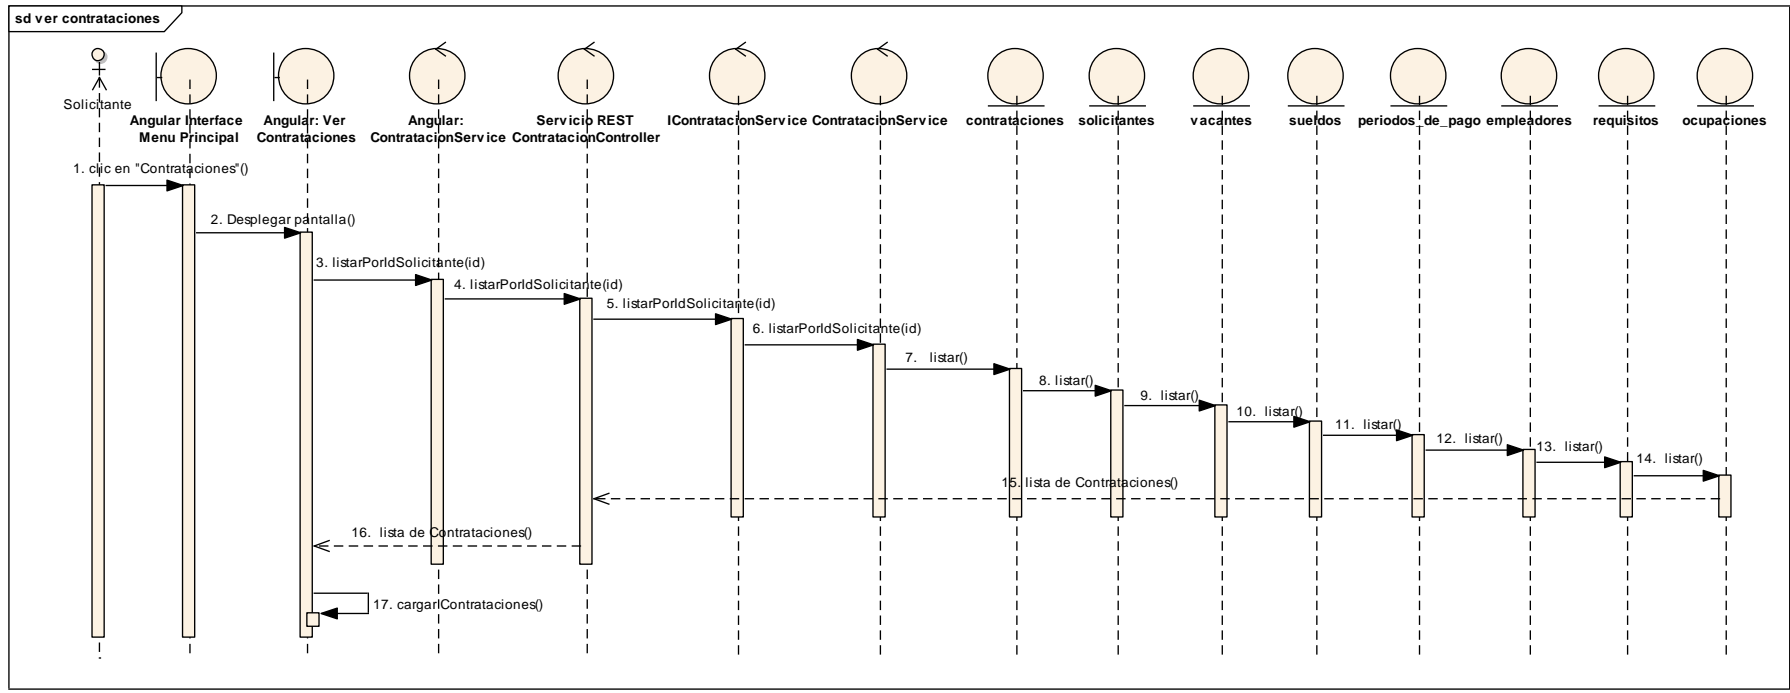 sd ver contrataciones
Solicitante
Angular Interface
Menu Principal
Angular: Ver
Contrataciones
Angular:
ContratacionService
Servicio REST
ContratacionController
IContratacionService
ContratacionService
contrataciones
solicitantes
vacantes
sueldos
periodos_de_pago
empleadores
requisitos
ocupaciones
1. clic en "Contrataciones"()
2. Desplegar pantalla()
3. listarPorIdSolicitante(id)
4. listarPorIdSolicitante(id)
5. listarPorIdSolicitante(id)
6. listarPorIdSolicitante(id)
7. listar()
8. listar()
9. listar()
10. listar()
11. listar()
12. listar()
13. listar()
14. listar()
15. lista de Contrataciones()
16. lista de Contrataciones()
17. cargarContrataciones()